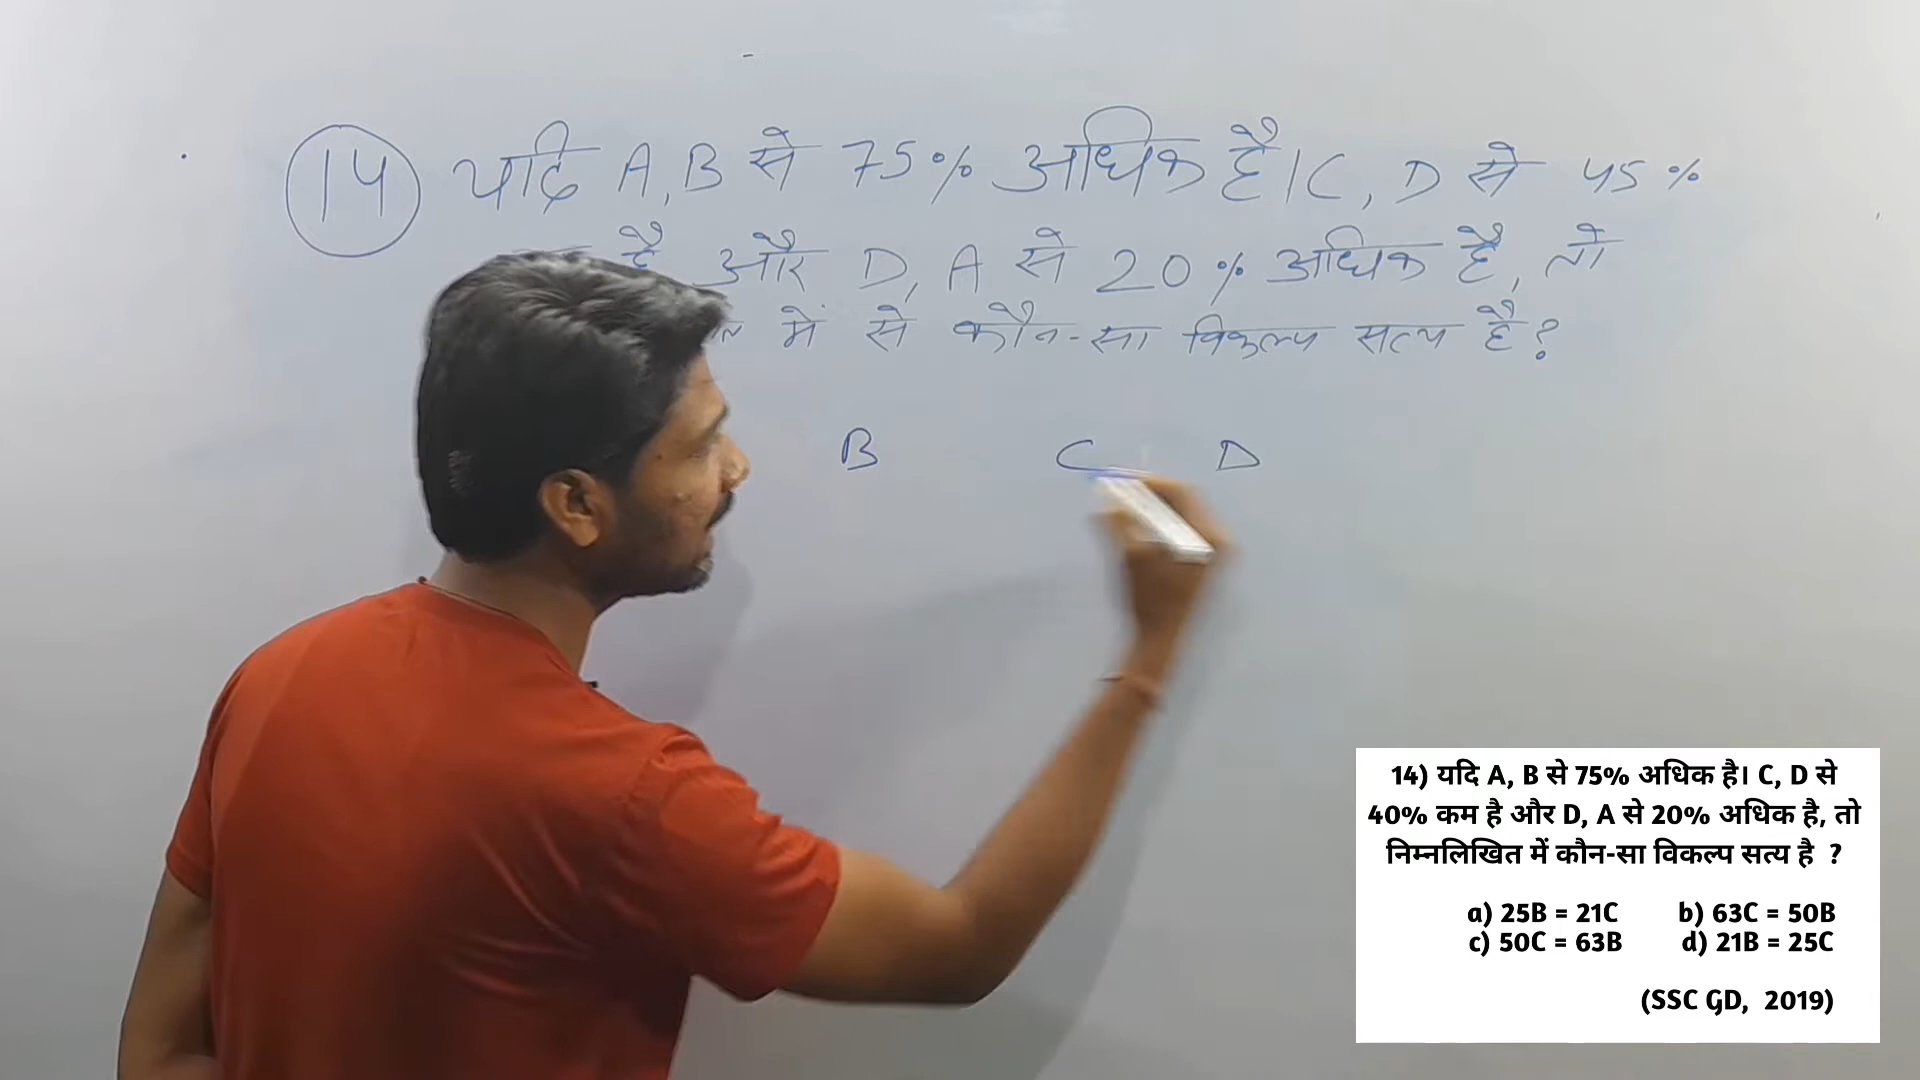 14 यदि A, B से 75% अधिक है। C, D से 45%
है और D, A से 20% अधिक है, तो
में से कौन-सा विकल्प सत्य है?
B C D
14) यदि A, B से 75% अधिक है। C, D से
40% कम है और D, A से 20% अधिक है, तो
निम्नलिखित में कौन-सा विकल्प सत्य है ?
a) 25B = 21C b) 63C = 50B
c) 50C = 63B d) 21B = 25C
(SSC GD, 2019)